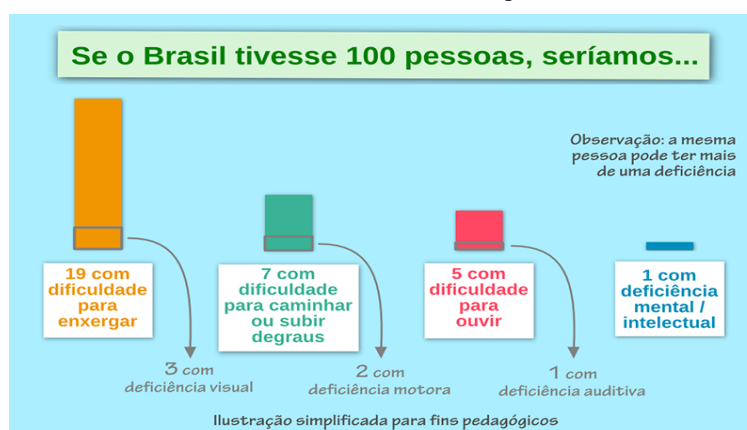 Se o Brasil tivesse 100 pessoas, seríamos...
Observação: a mesma
pessoa pode ter mais
de uma deficiência
19 com
dificuldade
para
enxergar
7 com
dificuldade
para caminhar
ou subir
degraus
5 com
dificuldade
para
ouvir
1 com
deficiência
mental /
intelectual
3 com
deficiência visual
2 com
deficiência motora
1 com
deficiência auditiva
Ilustração simplificada para fins pedagógicos